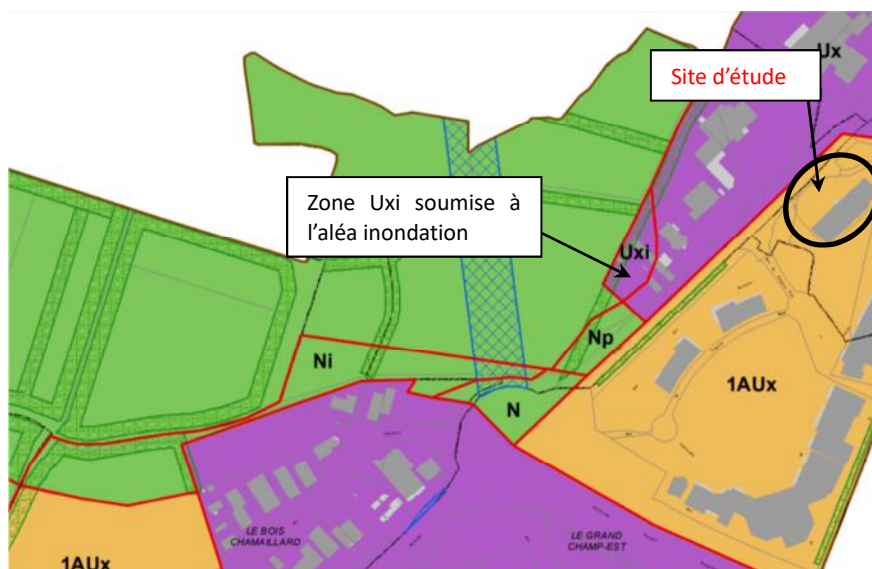 Ux
Site d’étude
Zone Uxi soumise à
l’aléa inondation
Uxi
Np
Ni
1AUx
N
LE BOIS
CHAMAILLARD
LE GRAND
CHAMP-EST
1AUx